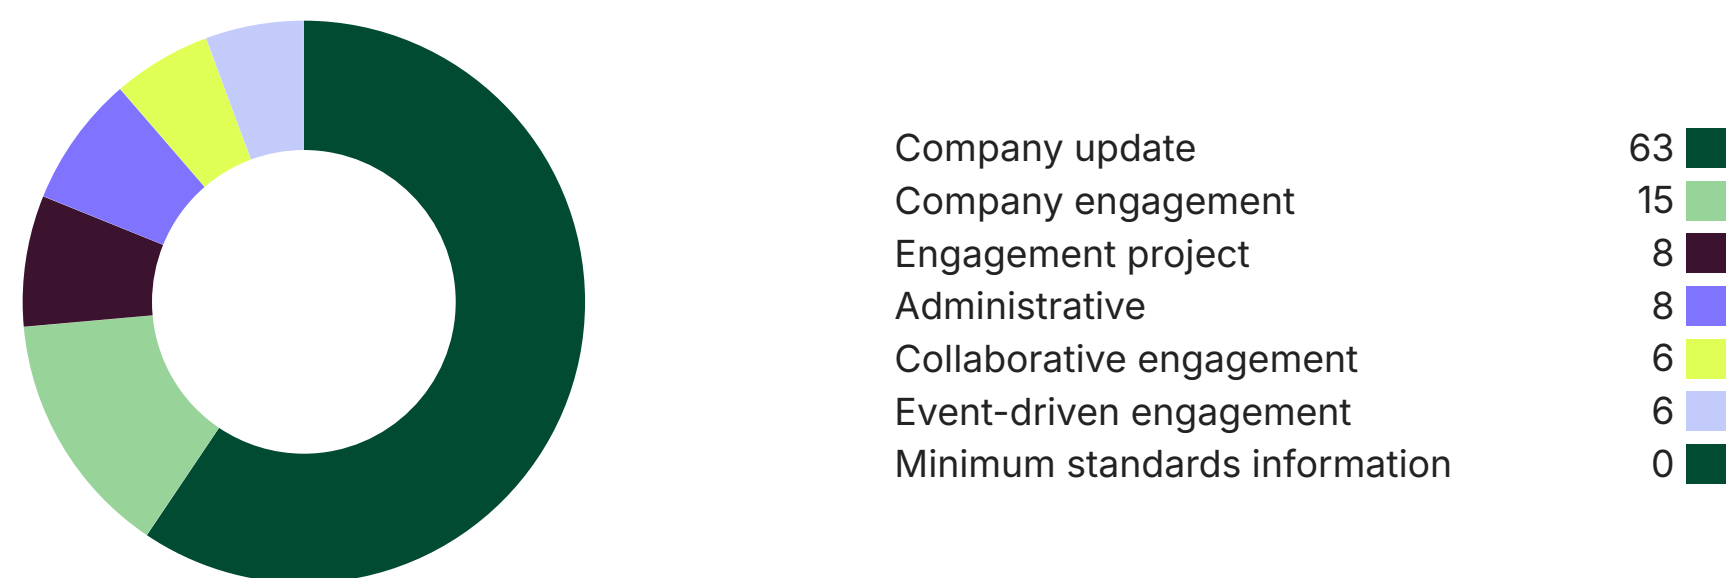 Company update 63
Company engagement 15
Engagement project 8
Administrative 8
Collaborative engagement 6
Event-driven engagement 6
Minimum standards information 0